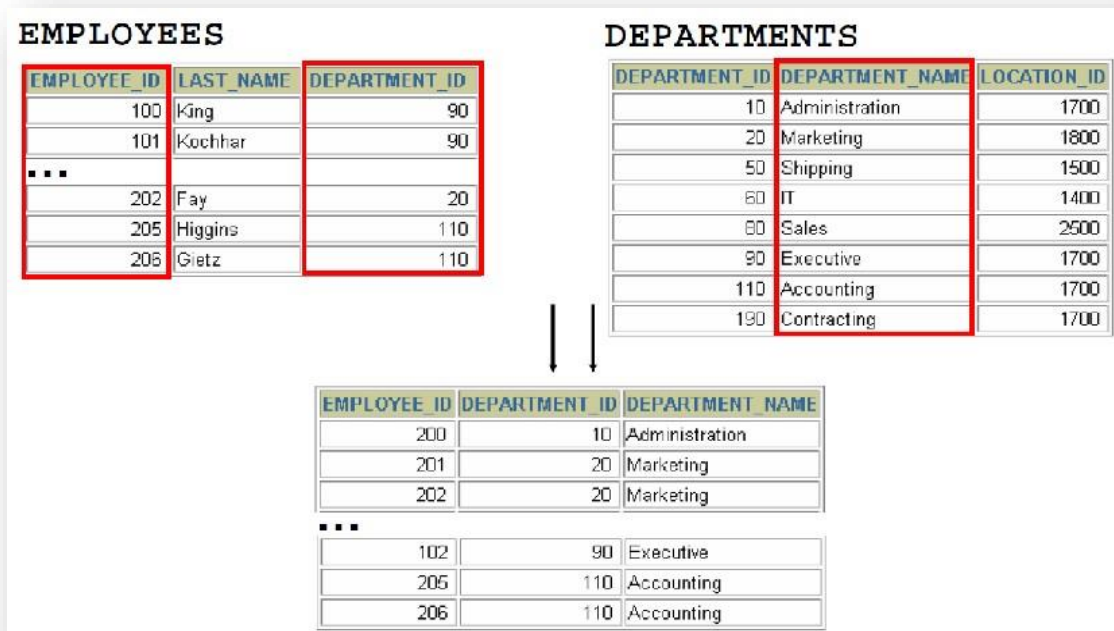 EMPLOYEES
EMPLOYEE_ID LAST_NAME DEPARTMENT_ID
100 King 90
101 Kochhar 90
...
202 Fay 20
205 Higgins 110
206 Gietz 110
DEPARTMENTS
DEPARTMENT_ID DEPARTMENT_NAME LOCATION_ID
10 Administration 1700
20 Marketing 1800
50 Shipping 1500
60 IT 1400
80 Sales 2500
90 Executive 1700
110 Accounting 1700
190 Contracting 1700
EMPLOYEE_ID DEPARTMENT_ID DEPARTMENT_NAME
200 10 Administration
201 20 Marketing
202 20 Marketing
...
102 90 Executive
205 110 Accounting
206 110 Accounting